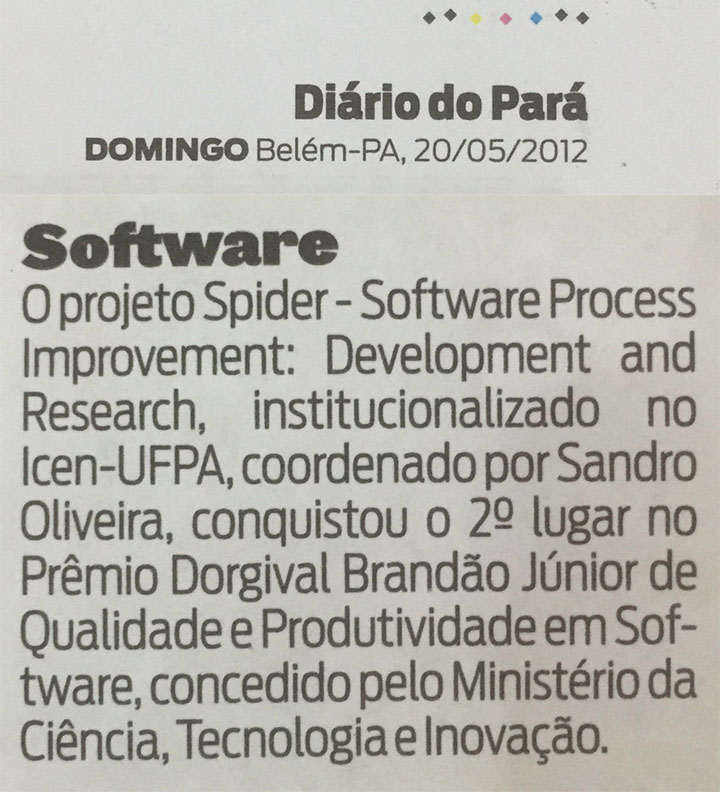 Diário do Pará
DOMINGO Belém-PA, 20/05/2012
Software
O projeto Spider - Software Process
Improvement: Development and
Research, institucionalizado no
Icen-UFPA, coordenado por Sandro
Oliveira, conquistou o 2º lugar no
Prêmio Dorgival Brandão Júnior de
Qualidade e Produtividade em Sof-
tware, concedido pelo Ministério da
Ciência, Tecnologia e Inovação.